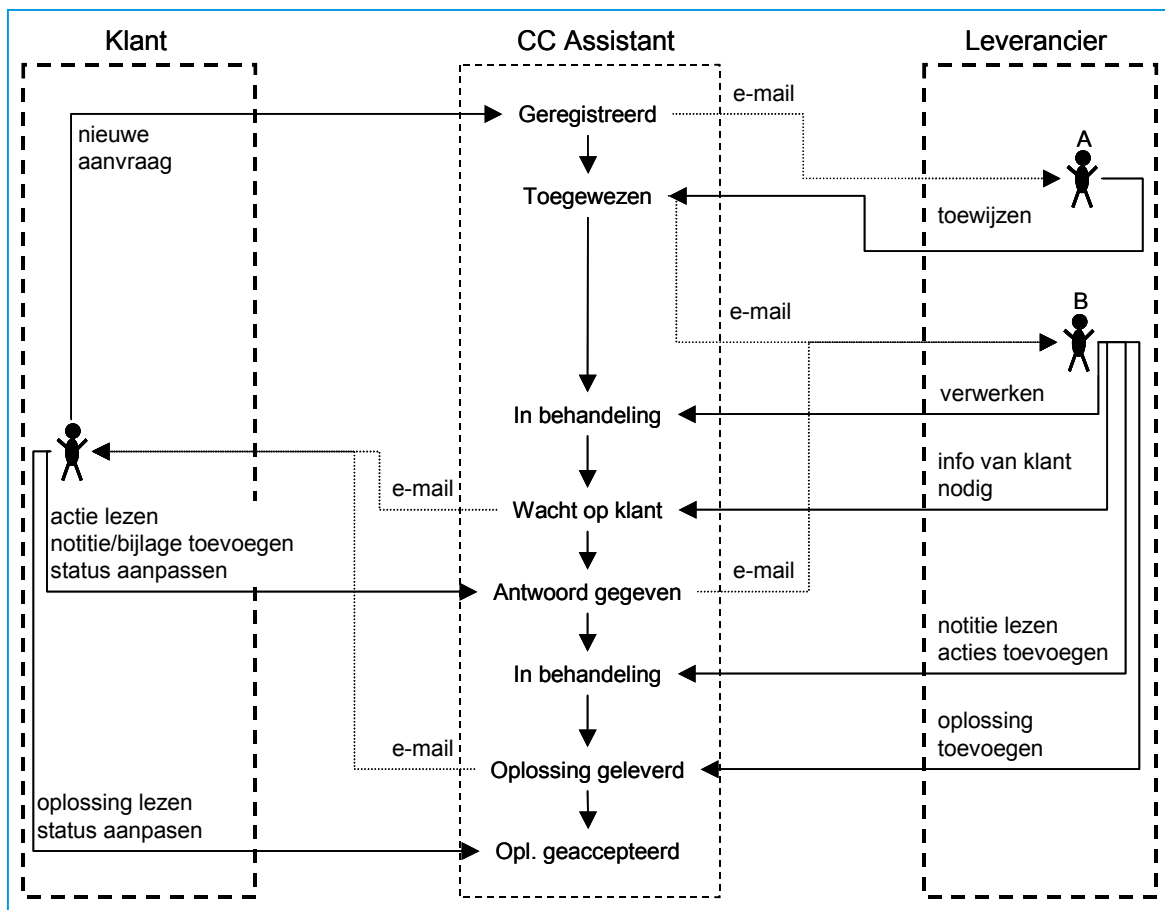 Klant
CC Assistant
Leverancier
e-mail
Geregistreerd
nieuwe
aanvraag
A
Toegewezen
toewijzen
B
e-mail
verwerken
In behandeling
info van klant
nodig
e-mail
Wacht op klant
actie lezen
notitie/bijlage toevoegen
status aanpassen
e-mail
Antwoord gegeven
notitie lezen
acties toevoegen
In behandeling
oplossing
toevoegen
e-mail
Oplossing geleverd
oplossing lezen
status aanpasen
Opl. geaccepteerd